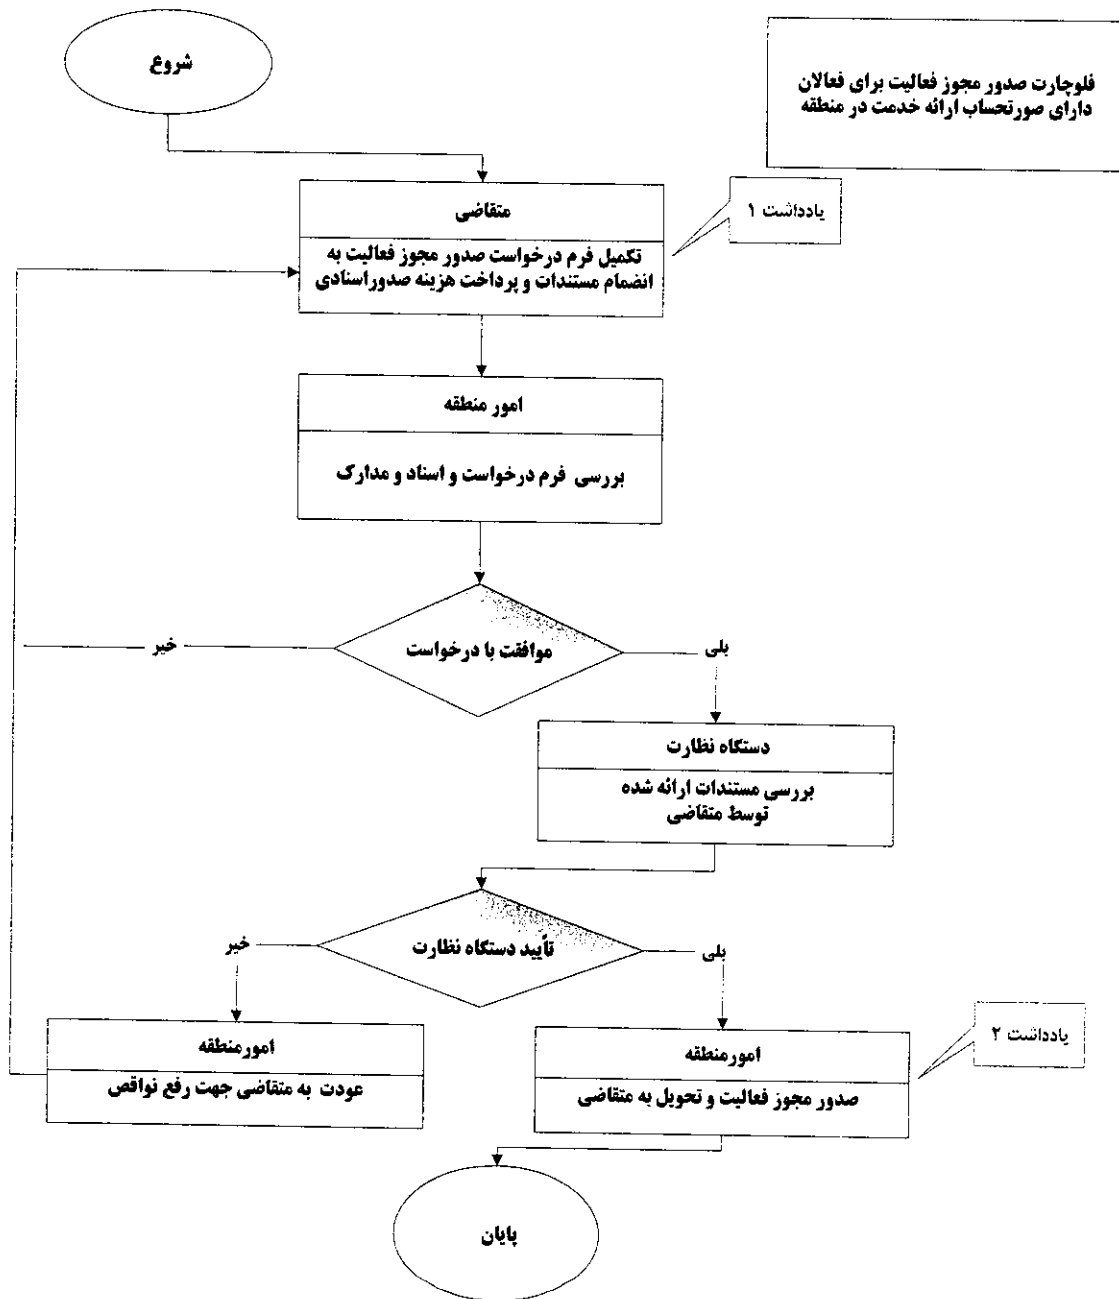 شروع
فلوچارت صدور مجوز فعالیت برای فعالان
دارای صورتحساب ارائه خدمت در منطقه
متقاضی
یادداشت ۱
تکمیل فرم درخواست صدور مجوز فعالیت به
انضمام مستندات و پرداخت هزینه صدوراسنادی
امور منطقه
بررسی فرم درخواست و اسناد و مدارک
موافقت با درخواست
بلی
خیر
دستگاه نظارت
بررسی مستندات ارائه شده
توسط متقاضی
تأیید دستگاه نظارت
بلی
خیر
امورمنطقه
صدور مجوز فعالیت و تحویل به متقاضی
یادداشت ۲
امورمنطقه
عودت به متقاضی جهت رفع نواقص
پایان